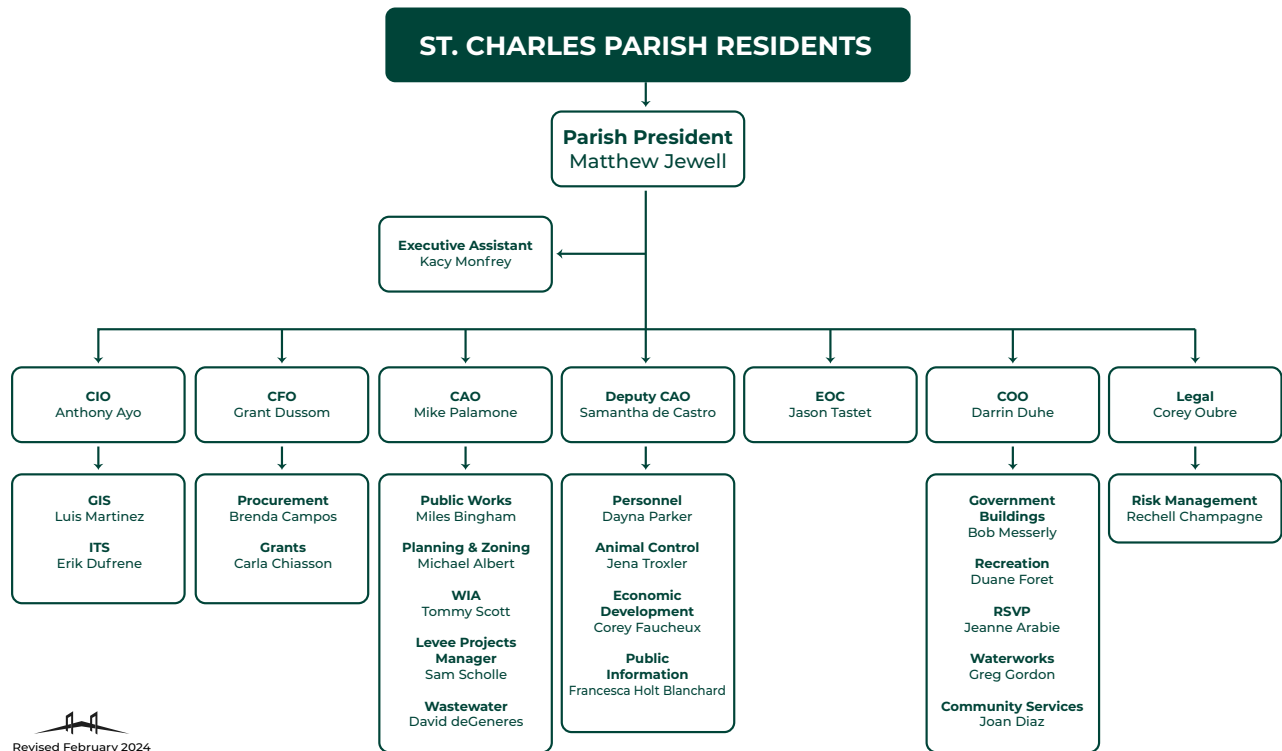 ST. CHARLES PARISH RESIDENTS
Parish President
Matthew Jewell
Executive Assistant
Kacy Monfrey
CIO
Anthony Ayo
CFO
Grant Dussom
CAO
Mike Palamone
Deputy CAO
Samantha de Castro
EOC
Jason Tastet
COO
Darrin Duhe
Legal
Corey Oubre
GIS
Luis Martinez
ITS
Erik Dufrene
Procurement
Brenda Campos
Grants
Carla Chiasson
Public Works
Miles Bingham
Planning & Zoning
Michael Albert
WIA
Tommy Scott
Levee Projects
Manager
Sam Scholle
Wastewater
David deGeneres
Personnel
Dayna Parker
Animal Control
Jena Troxler
Economic
Development
Corey Faucheux
Public
Information
Francesca Holt Blanchard
Government
Buildings
Bob Messerly
Recreation
Duane Foret
RSVP
Jeanne Arabie
Waterworks
Greg Gordon
Community Services
Joan Diaz
Risk Management
Rechell Champagne
Revised February 2024